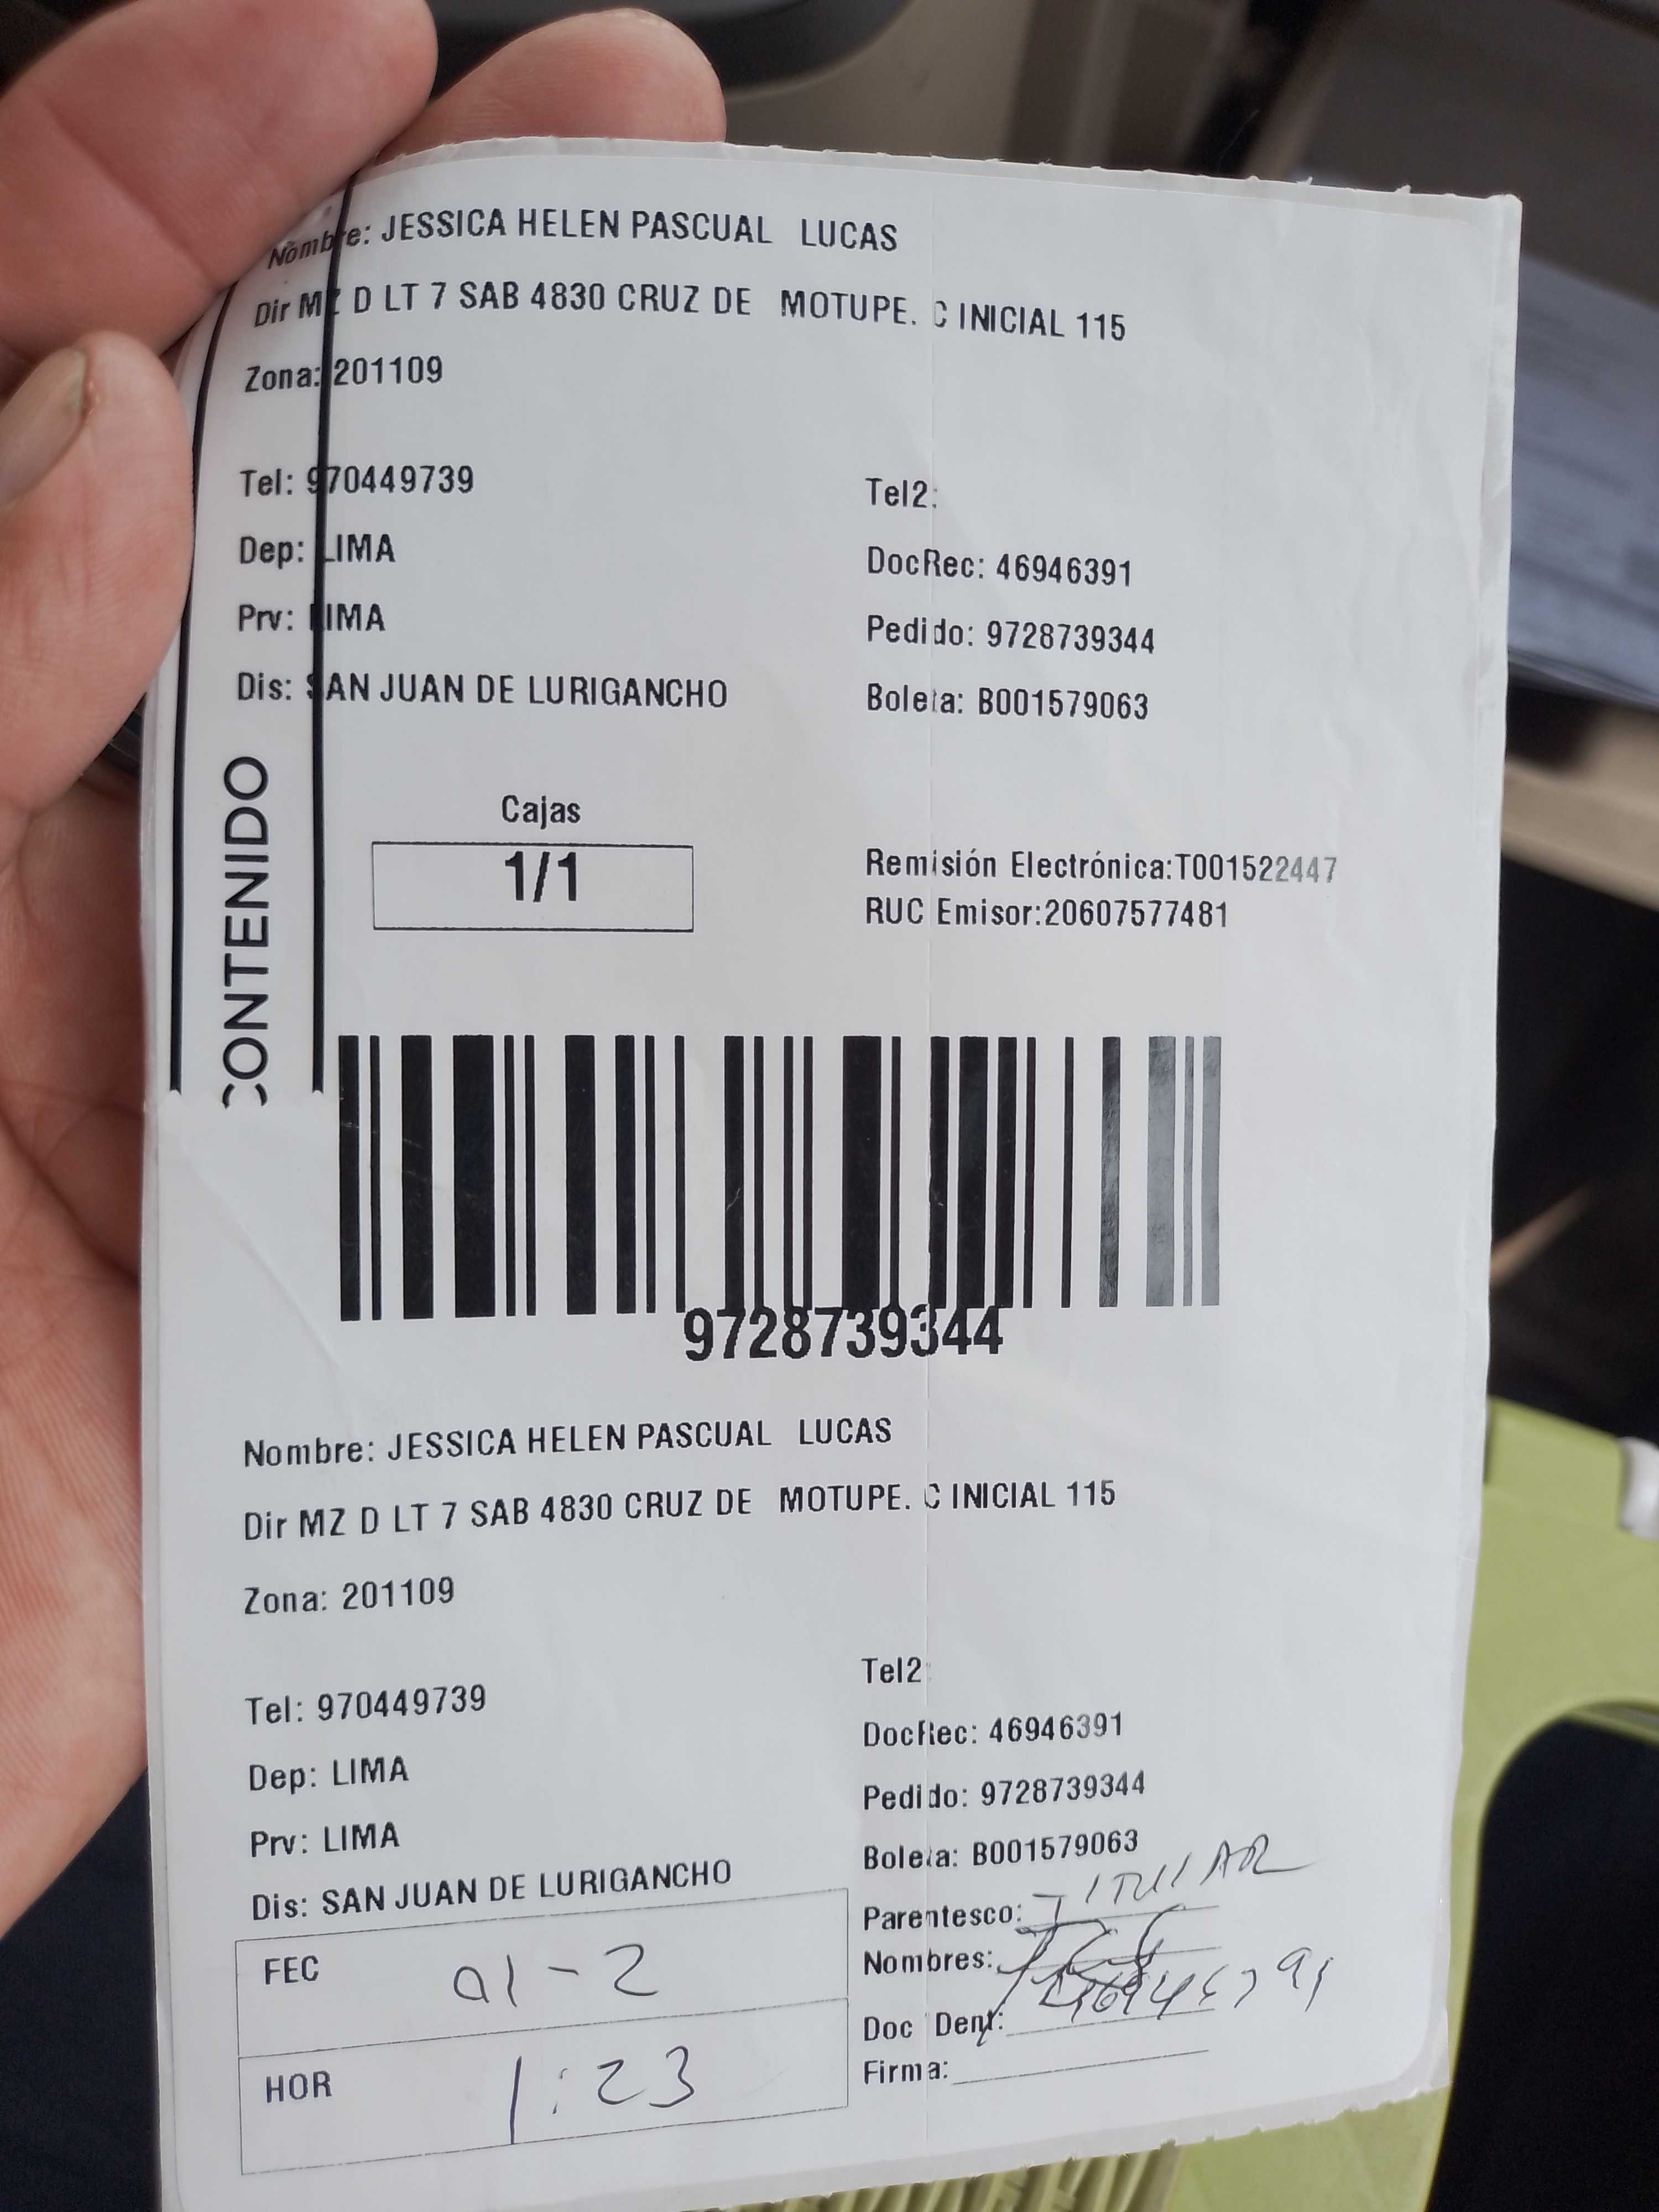 Nombre: JESSICA HELEN PASCUAL LUCAS
Dir MZ D LT 7 SAB 4830 CRUZ DE MOTUPE. C INICIAL 115
Zona: 201109
Tel: 970449739
Tel2:
Dep: LIMA
DocRec: 46946391
Prv: LIMA
Pedido: 9728739344
Dis: SAN JUAN DE LURIGANCHO
Boleta: B001579063
CONTENIDO
Cajas
1/1
Remisión Electrónica:T001522447
RUC Emisor:20607577481
9728739344
Nombre: JESSICA HELEN PASCUAL LUCAS
Dir MZ D LT 7 SAB 4830 CRUZ DE MOTUPE. C INICIAL 115
Zona: 201109
Tel: 970449739
Tel2:
Dep: LIMA
DocRec: 46946391
Prv: LIMA
Pedido: 9728739344
Dis: SAN JUAN DE LURIGANCHO
Boleta: B001579063
Parentesco: TITULAR
FEC 01-2
Nombres:
Doc Dent:
HOR 1:23
Firma: